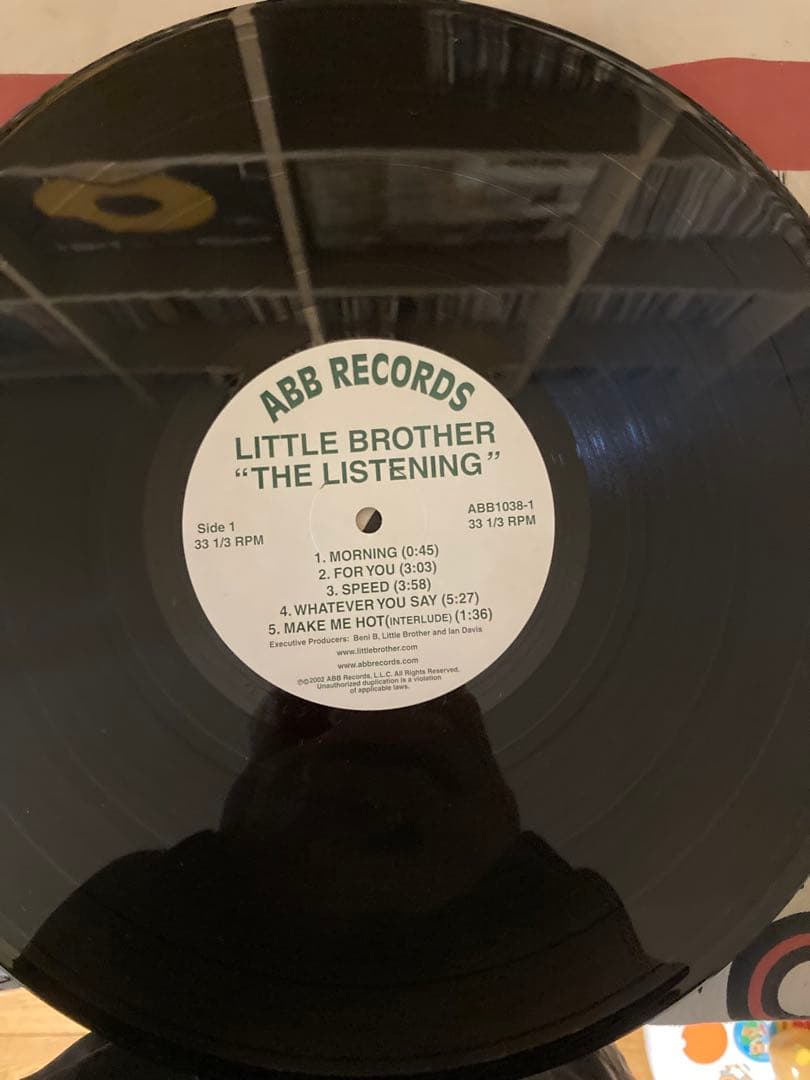 ABB RECORDS
LITTLE BROTHER
“THE LISTENING”
Side 1
33 1/3 RPM
ABB1038-1
33 1/3 RPM
1. MORNING (0:45)
2. FOR YOU (3:03)
3. SPEED (3:58)
4. WHATEVER YOU SAY (5:27)
5. MAKE ME HOT(INTERLUDE) (1:36)
Executive Producers: Beni B, Little Brother and Ian Davis
www.littlebrother.com
www.abbrecords.com
℗©2002 ABB Records, L.L.C. All Rights Reserved.
Unauthorized duplication is a violation
of applicable laws.